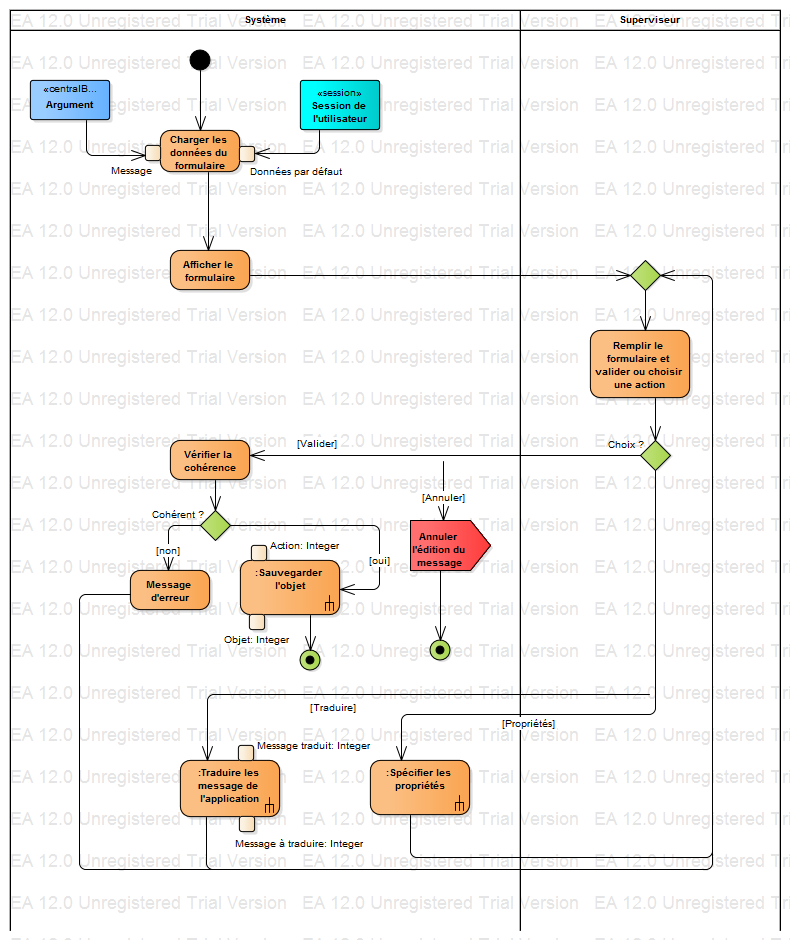 Système
Superviseur
«centralB...
Argument
«session»
Session de
l'utilisateur
Charger les
données du
formulaire
Message
Données par défaut
Afficher le
formulaire
Remplir le
formulaire et
valider ou choisir
une action
Choix ?
[Valider]
Vérifier la
cohérence
[Annuler]
Cohérent ?
[non]
[oui]
Annuler
l'édition du
message
Action: Integer
:Sauvegarder
l'objet
Message
d'erreur
Objet: Integer
[Traduire]
[Propriétés]
Message traduit: Integer
:Traduire les
message de
l'application
:Spécifier les
propriétés
Message à traduire: Integer
EA 12.0 Unregistered Trial Version